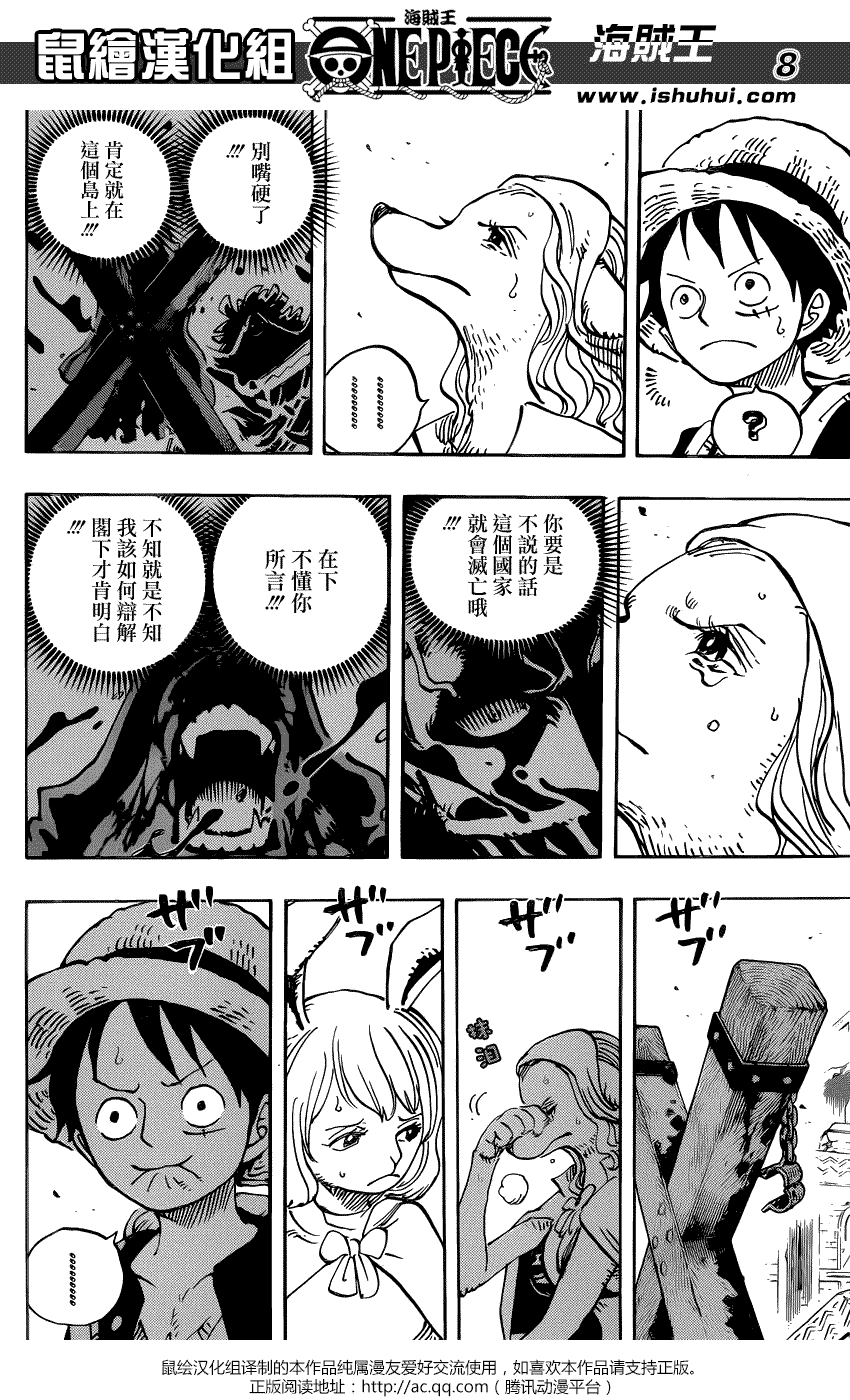 鼠繪漢化組
海賊王
ONE PIECE
海賊王
8
www.ishuhui.com
?
………
………
別嘴硬了
!!!
肯定就在
這個島上!!!
你要是
不說的話
這個國家
就會滅亡哦
!!!
在下
不懂你
所言!!!
不知就是不知
我該如何辯解
閣下才肯明白
!!!
ザブ
ザブ
抹泪
ザブ
ザブ
………
鼠绘汉化组译制的本作品纯属漫友爱好交流使用，如喜欢本作品请支持正版。
正版阅读地址：http://ac.qq.com（腾讯动漫平台）